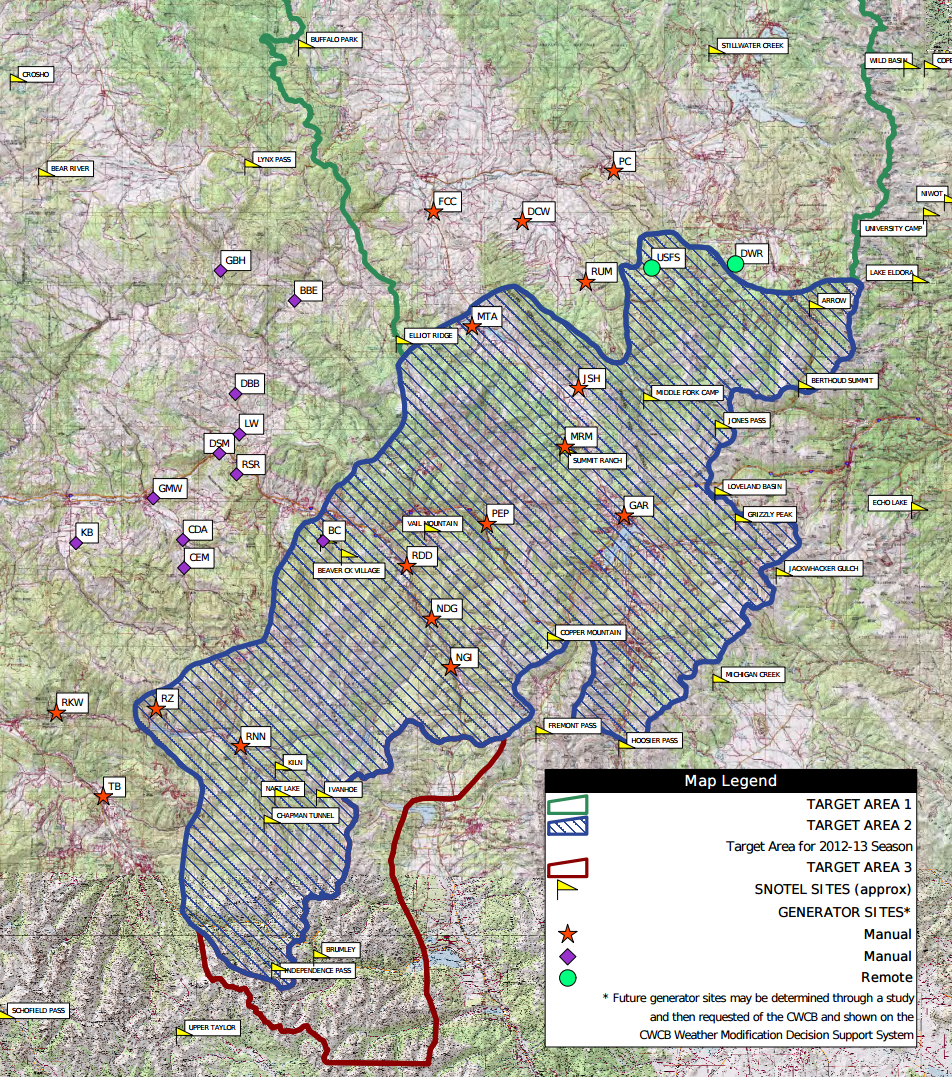 BUFFALO PARK
STILLWATER CREEK
WILD BASIN
COPE
CROSHO
LYNX PASS
BEAR RIVER
PC
NIWOT
FCC
DCW
UNIVERSITY CAMP
GBH
USFS
DWR
RUM
LAKE ELDORA
BBE
ARROW
MTA
ELLIOT RIDGE
JSH
DBB
BERTHOUD SUMMIT
MIDDLE FORK CAMP
LW
JONES PASS
DSM
MRM
SUMMIT RANCH
RSR
GMW
LOVELAND BASIN
ECHO LAKE
GAR
PEP
GRIZZLY PEAK
VAIL MOUNTAIN
KB
CDA
BC
CEM
RDD
BEAVER CK VILLAGE
JACKWHACKER GULCH
NDG
COPPER MOUNTAIN
NGI
MICHIGAN CREEK
RKW
RZ
FREMONT PASS
RNN
HOOSIER PASS
KILN
TB
NAST LAKE
IVANHOE
CHAPMAN TUNNEL
BRUMLEY
INDEPENDENCE PASS
SCHOFIELD PASS
UPPER TAYLOR
Map Legend
TARGET AREA 1
TARGET AREA 2
Target Area for 2012-13 Season
TARGET AREA 3
SNOTEL SITES (approx)
GENERATOR SITES*
Manual
Manual
Remote
* Future generator sites may be determined through a study
and then requested of the CWCB and shown on the
CWCB Weather Modification Decision Support System